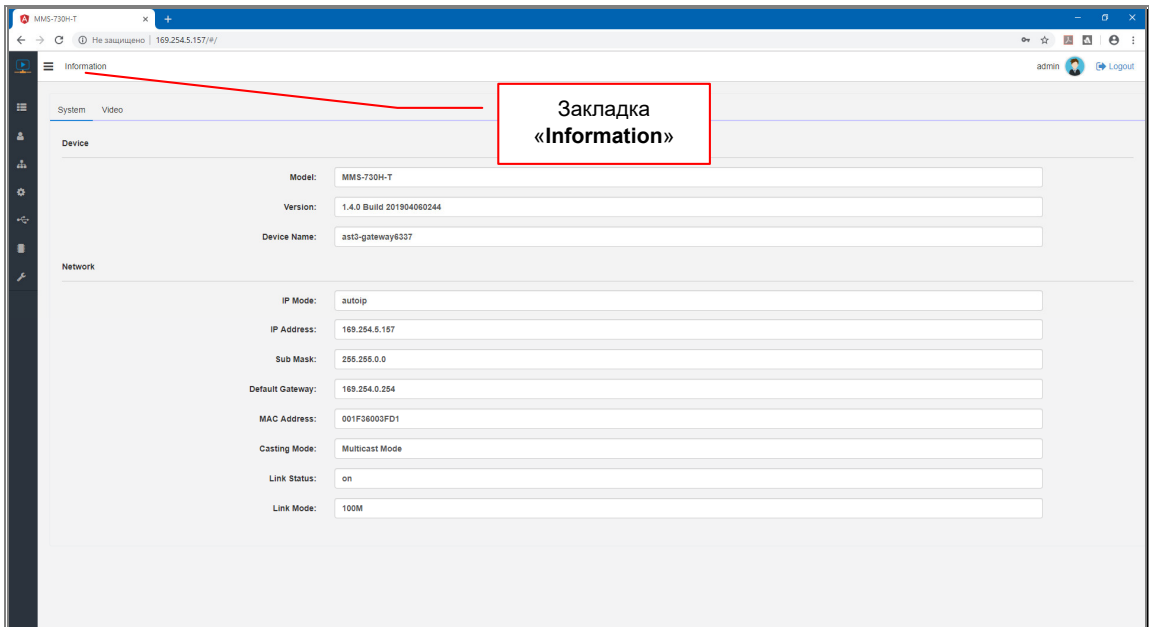 MMS-730H-T
Не защищено | 169.254.5.157/#/
Information
admin
Logout
Закладка
«Information»
System Video
Device
Model: MMS-730H-T
Version: 1.4.0 Build 201904060244
Device Name: ast3-gateway6337
Network
IP Mode: autoip
IP Address: 169.254.5.157
Sub Mask: 255.255.0.0
Default Gateway: 169.254.0.254
MAC Address: 001F36003FD1
Casting Mode: Multicast Mode
Link Status: on
Link Mode: 100M